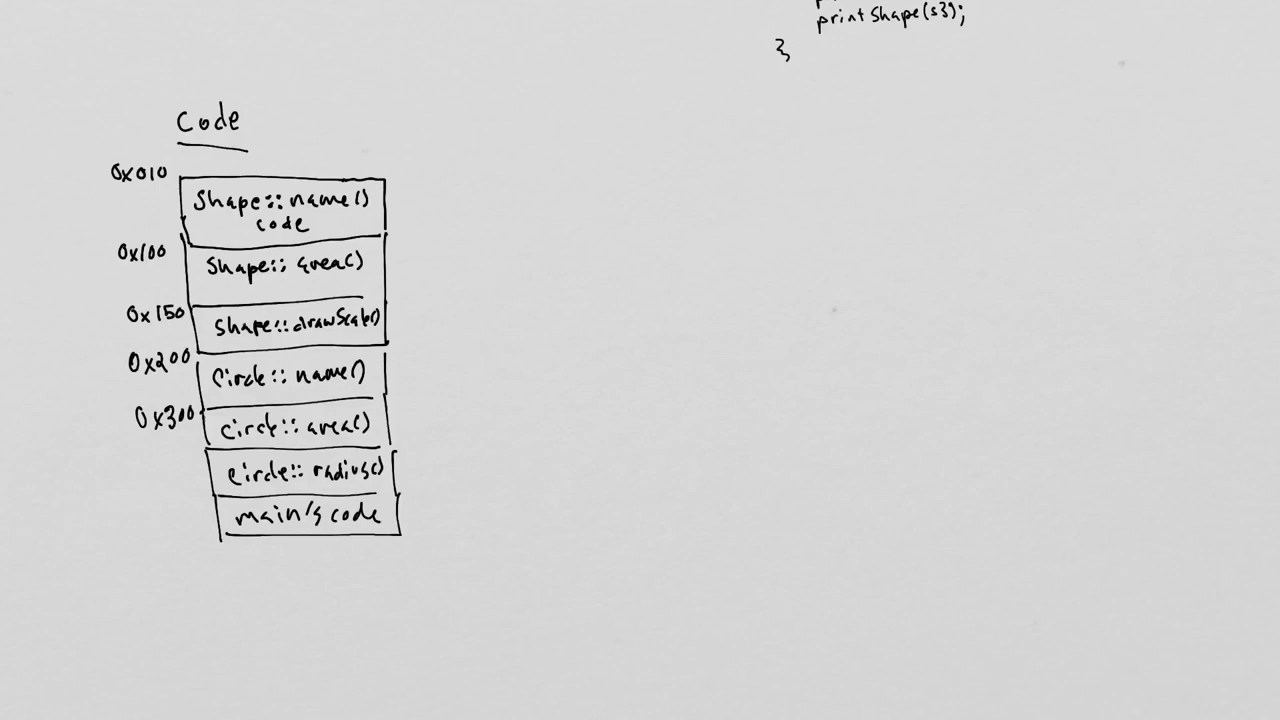 printShape(s3);
}
Code
0x010
Shape::name()
code
0x100
Shape::area()
0x150
Shape::
0x200
Circle::name()
0x300
Circle::area()
Circle::radius()
main's code